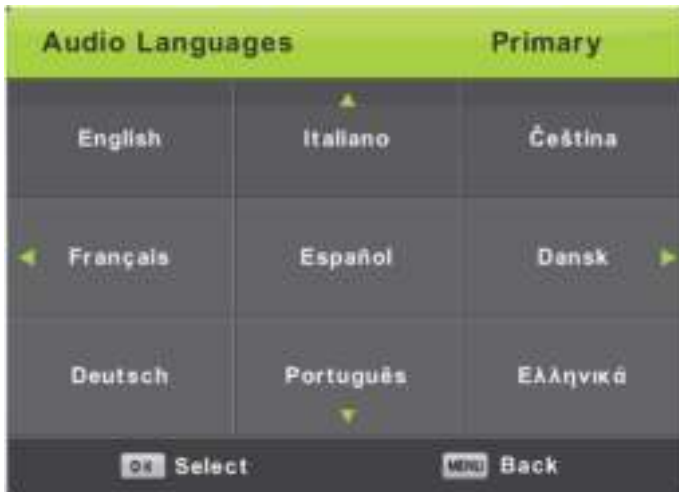 Audio Languages Primary
English Italiano Čeština
Français Español Dansk
Deutsch Português Ελληνικά
OK Select MENU Back